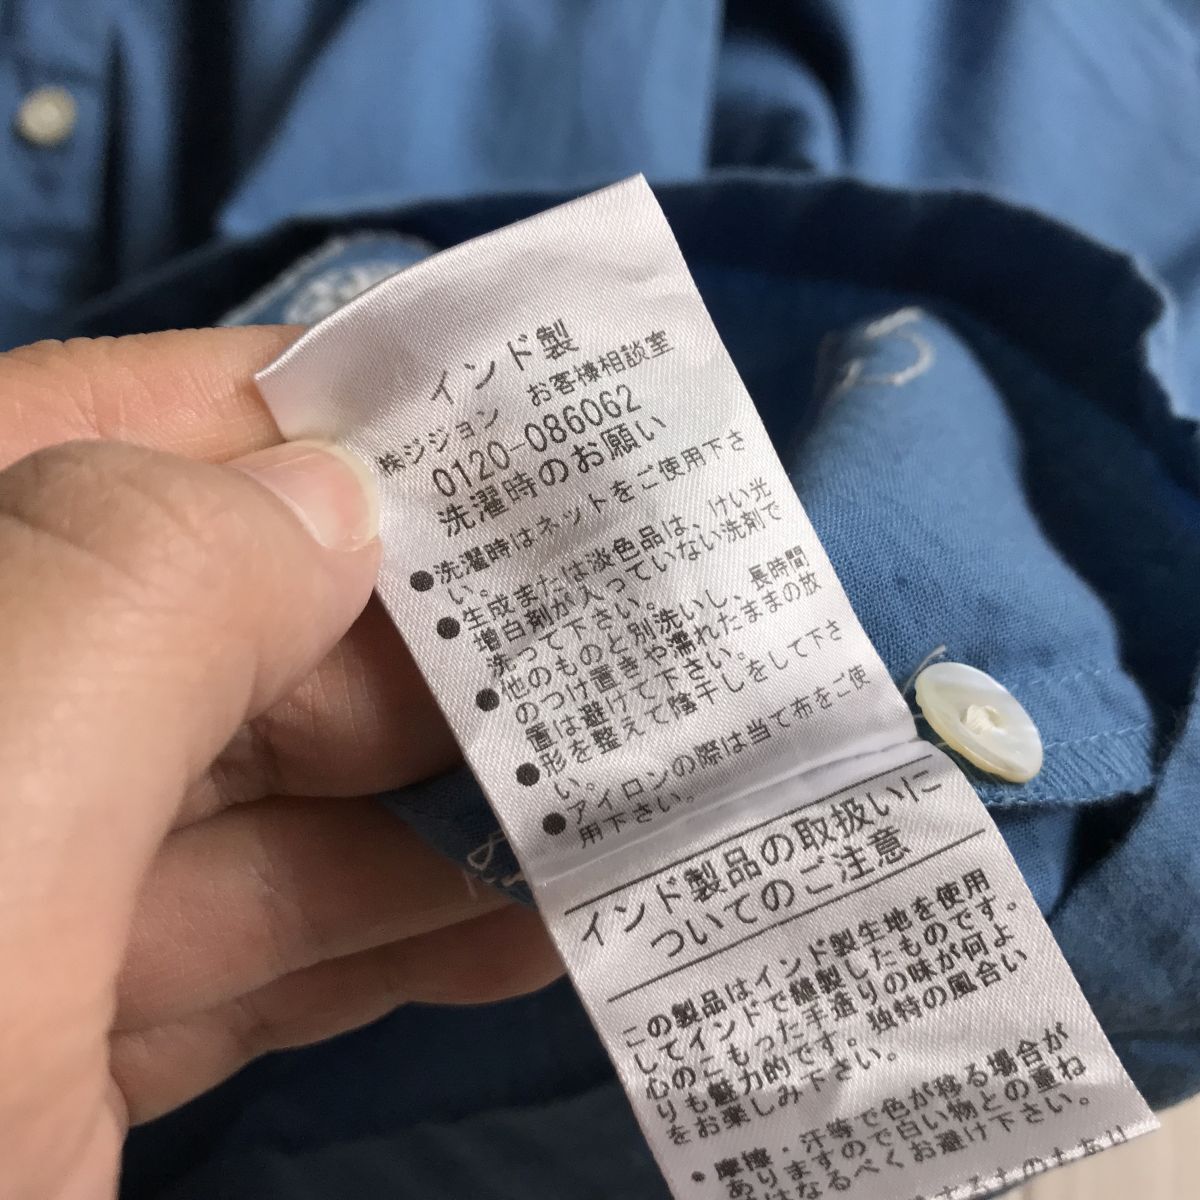 インド製
㈱ジジョン お客様相談室
0120-086062
洗濯時のお願い
●洗濯時はネットをご使用下さ
い。
●生成または淡色品は、けい光
増白剤が入っていない洗剤で
洗って下さい。
●他のものと別洗いし、長時間
のつけ置きや濡れたままの放
置は避けて下さい。
●形を整えて陰干しをして下さ
い。
●アイロンの際は当て布をご使
用下さい。
インド製品の取扱いに
ついてのご注意
この製品はインド製生地を使用
してインドで縫製したものです。
心のこもった手造りの味が何よ
りも魅力的です。独特の風合い
をお楽しみ下さい。
・摩擦・汗等で色が移る場合が
ありますので白い物との重ね
はなるべくお避け下さい。